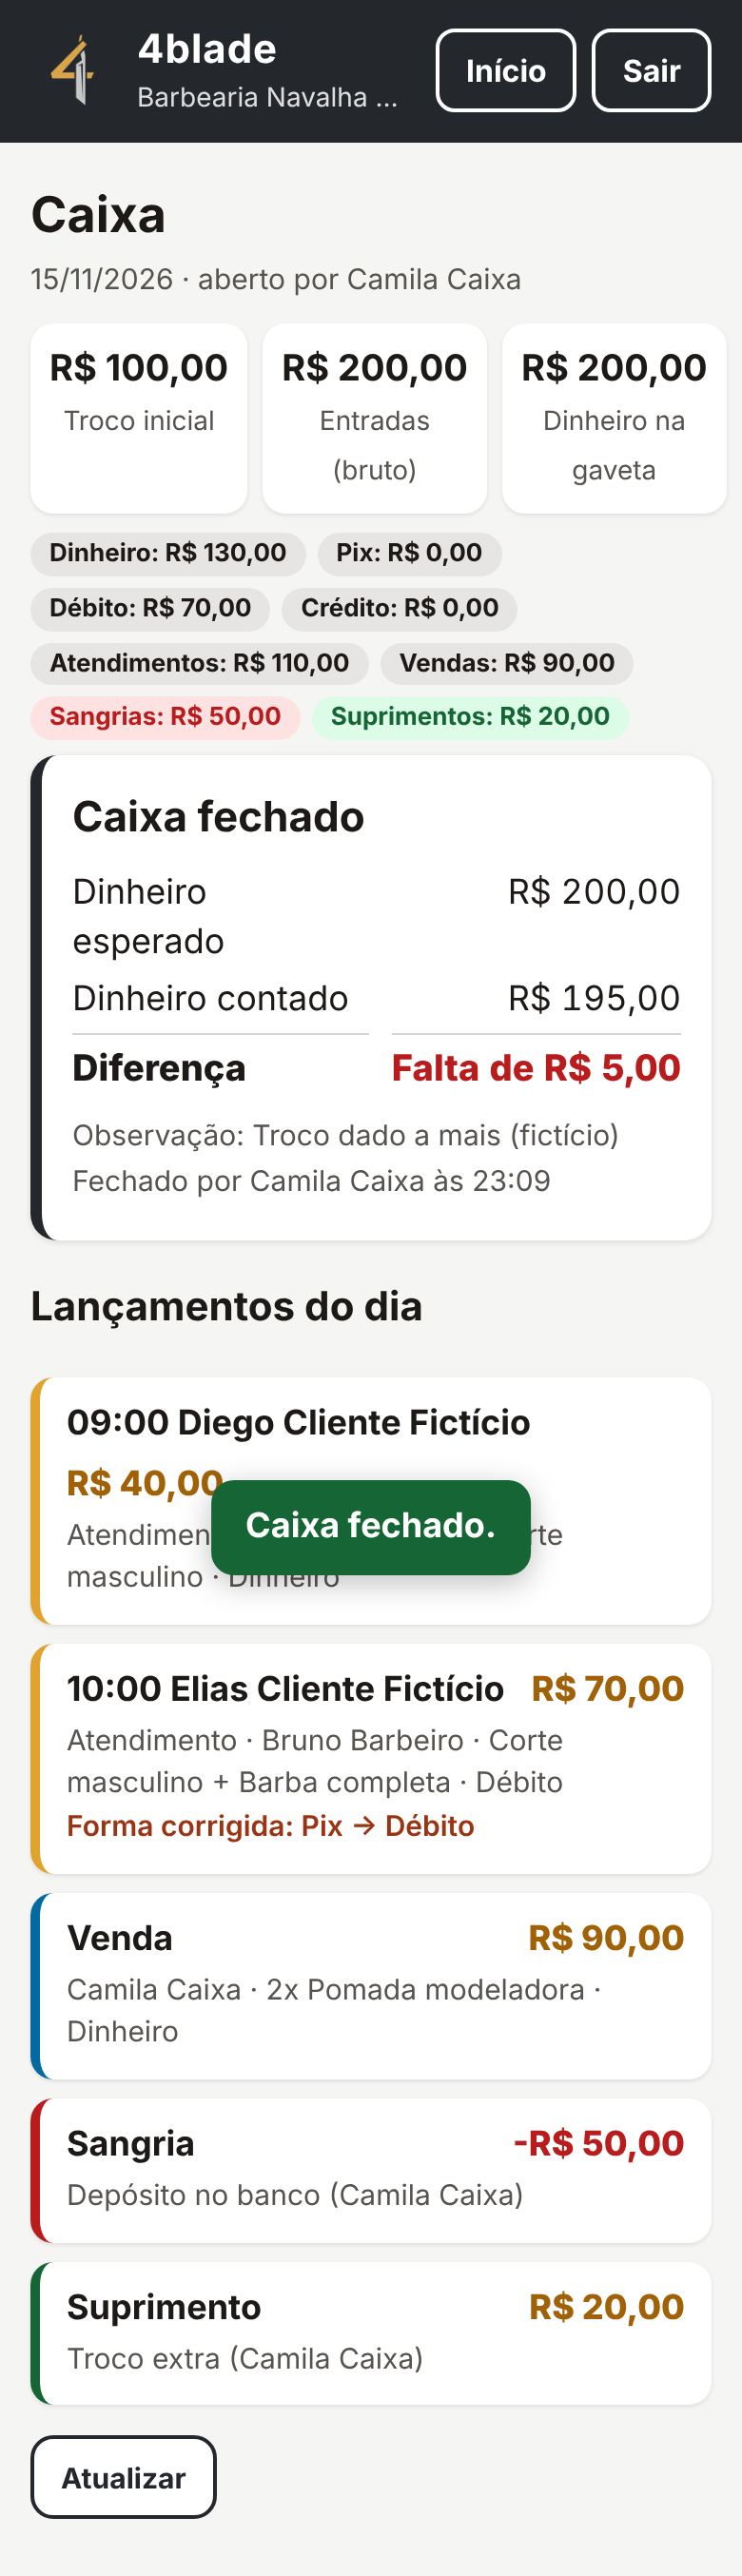 4blade
Barbearia Navalha ...
Início
Sair
Caixa
15/11/2026 · aberto por Camila Caixa
R$ 100,00
Troco inicial
R$ 200,00
Entradas
(bruto)
R$ 200,00
Dinheiro na
gaveta
Dinheiro: R$ 130,00
Pix: R$ 0,00
Débito: R$ 70,00
Crédito: R$ 0,00
Atendimentos: R$ 110,00
Vendas: R$ 90,00
Sangrias: R$ 50,00
Suprimentos: R$ 20,00
Caixa fechado
Dinheiro
esperado
R$ 200,00
Dinheiro contado
R$ 195,00
Diferença
Falta de R$ 5,00
Observação: Troco dado a mais (fictício)
Fechado por Camila Caixa às 23:09
Lançamentos do dia
09:00 Diego Cliente Fictício
R$ 40,00
Caixa fechado.
masculino · Dinheiro
10:00 Elias Cliente Fictício
R$ 70,00
Atendimento · Bruno Barbeiro · Corte
masculino + Barba completa · Débito
Forma corrigida: Pix → Débito
Venda
R$ 90,00
Camila Caixa · 2x Pomada modeladora ·
Dinheiro
Sangria
-R$ 50,00
Depósito no banco (Camila Caixa)
Suprimento
R$ 20,00
Troco extra (Camila Caixa)
Atualizar